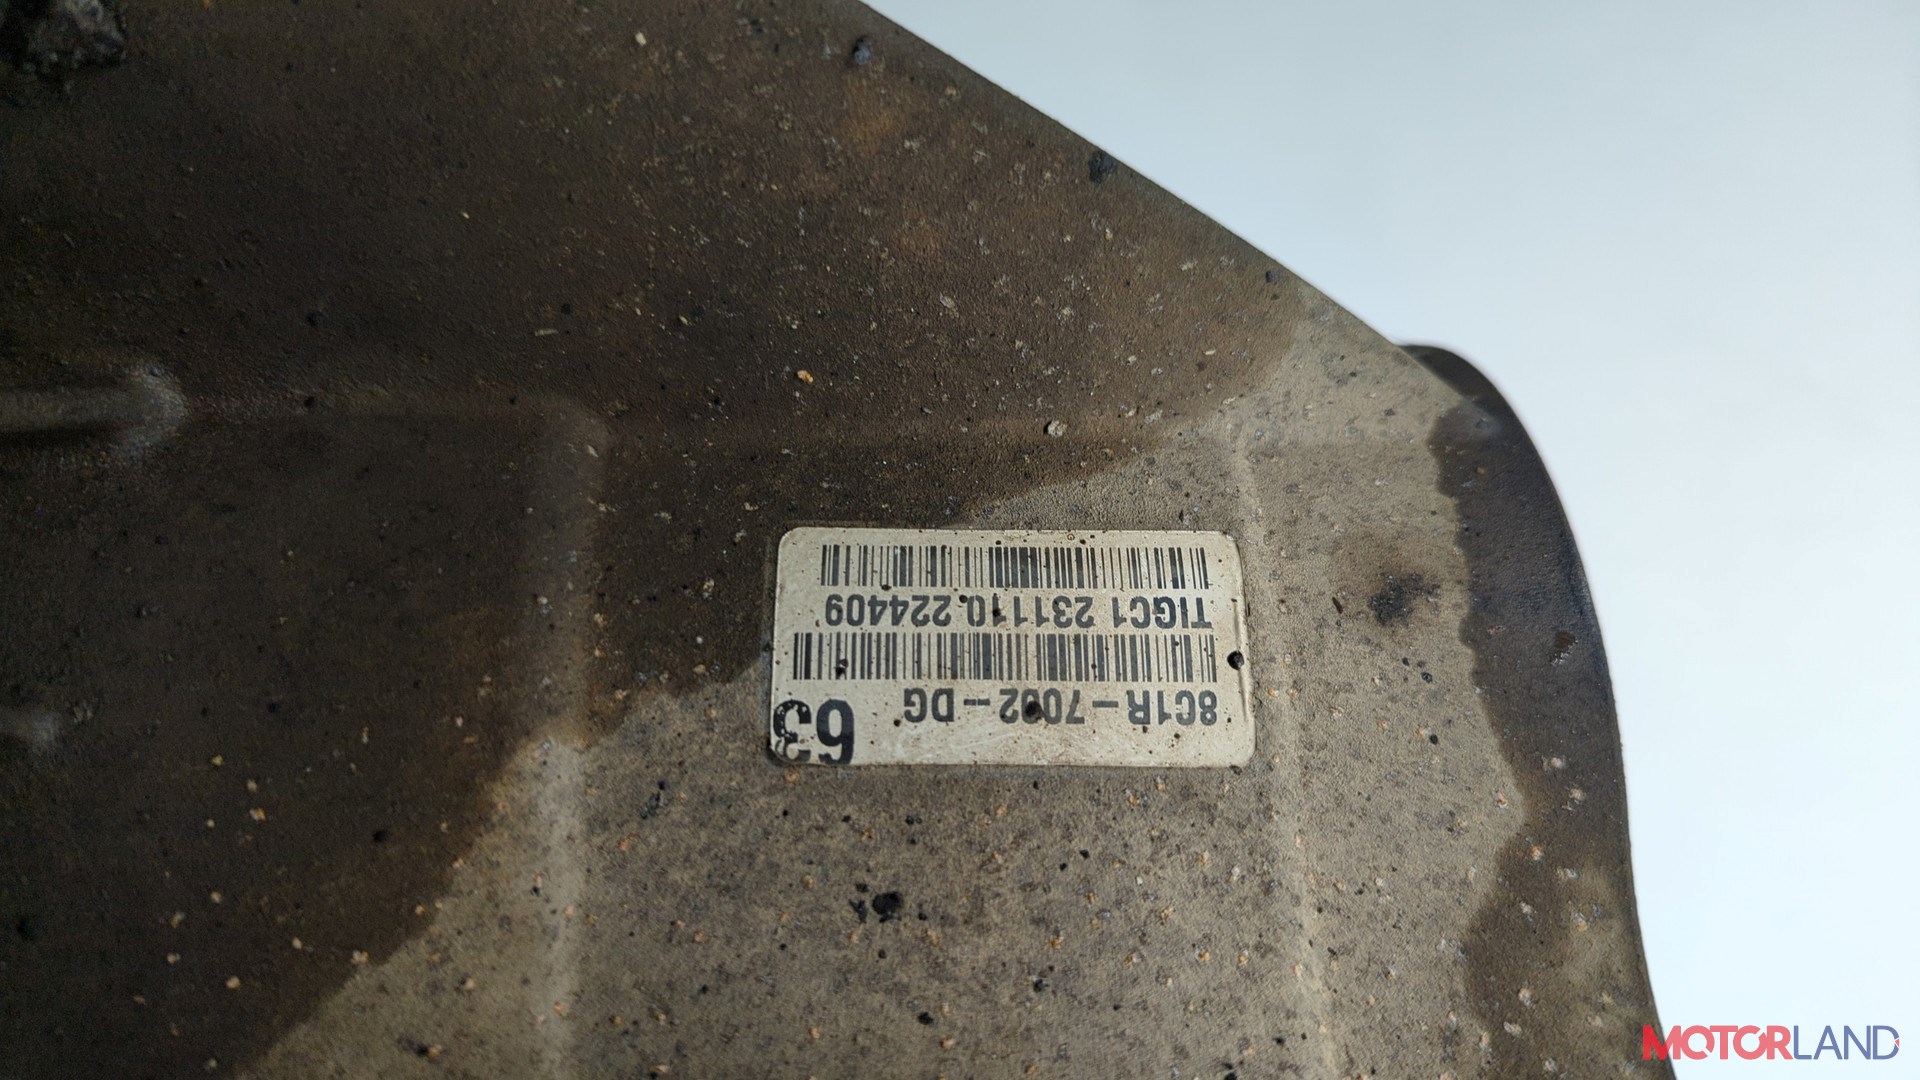 63
8C1R-7002-DG
TIGC1 231110 224409
MOTORLAND